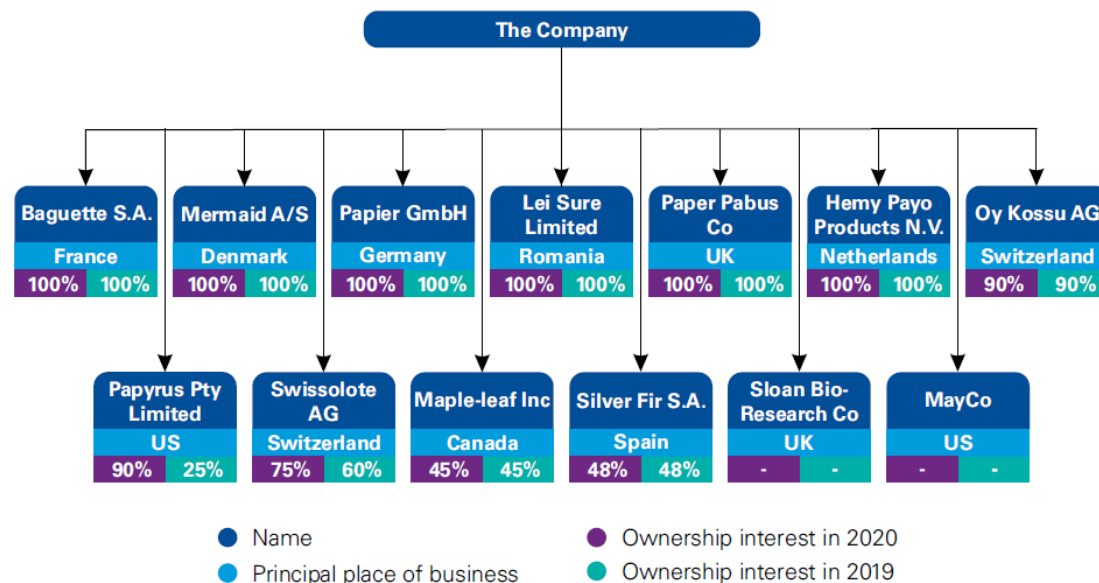 The Company
Baguette S.A.
France
100% 100%
Mermaid A/S
Denmark
100% 100%
Papier GmbH
Germany
100% 100%
Lei Sure
Limited
Romania
100% 100%
Paper Pabus
Co
UK
100% 100%
Hemy Payo
Products N.V.
Netherlands
100% 100%
Oy Kossu AG
Switzerland
90% 90%
Papyrus Pty
Limited
US
90% 25%
Swissolote
AG
Switzerland
75% 60%
Maple-leaf Inc
Canada
45% 45%
Silver Fir S.A.
Spain
48% 48%
Sloan Bio-
Research Co
UK
- -
MayCo
US
- -
Name
Principal place of business
Ownership interest in 2020
Ownership interest in 2019